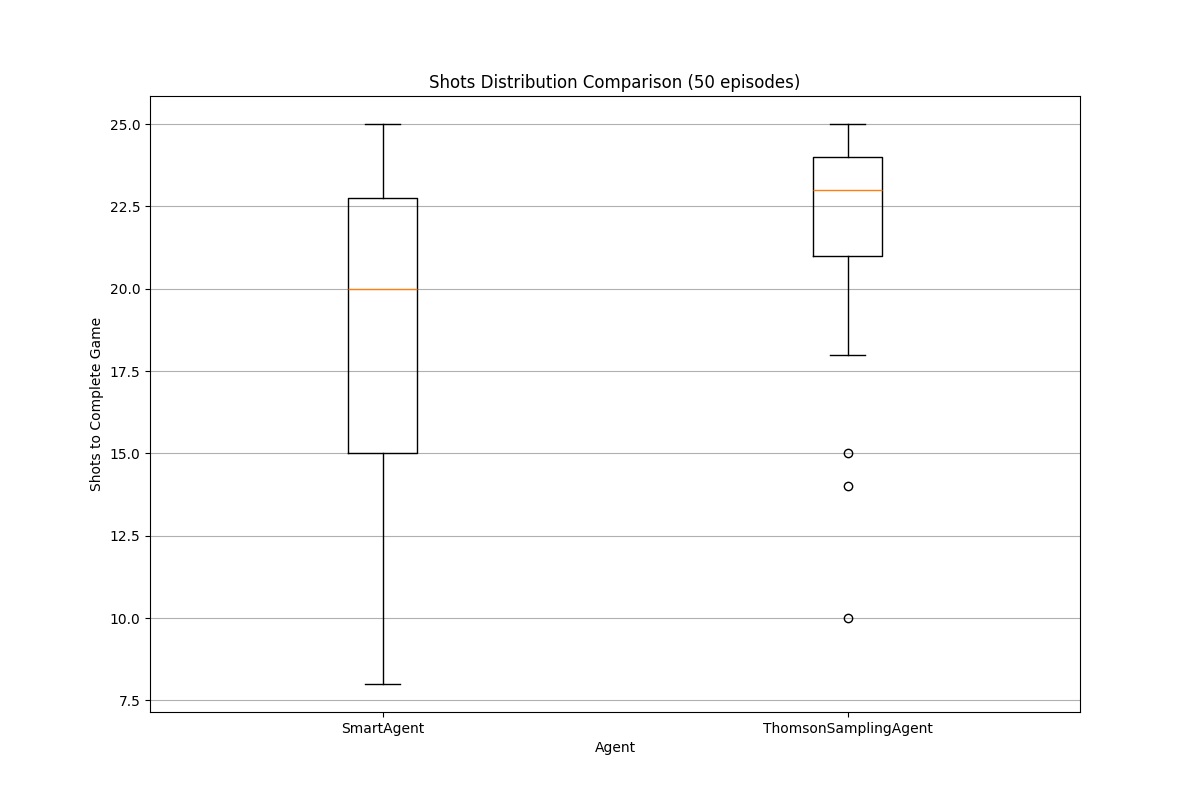 Shots Distribution Comparison (50 episodes)
25.0
22.5
20.0
17.5
15.0
12.5
10.0
7.5
Shots to Complete Game
SmartAgent
ThomsonSamplingAgent
Agent